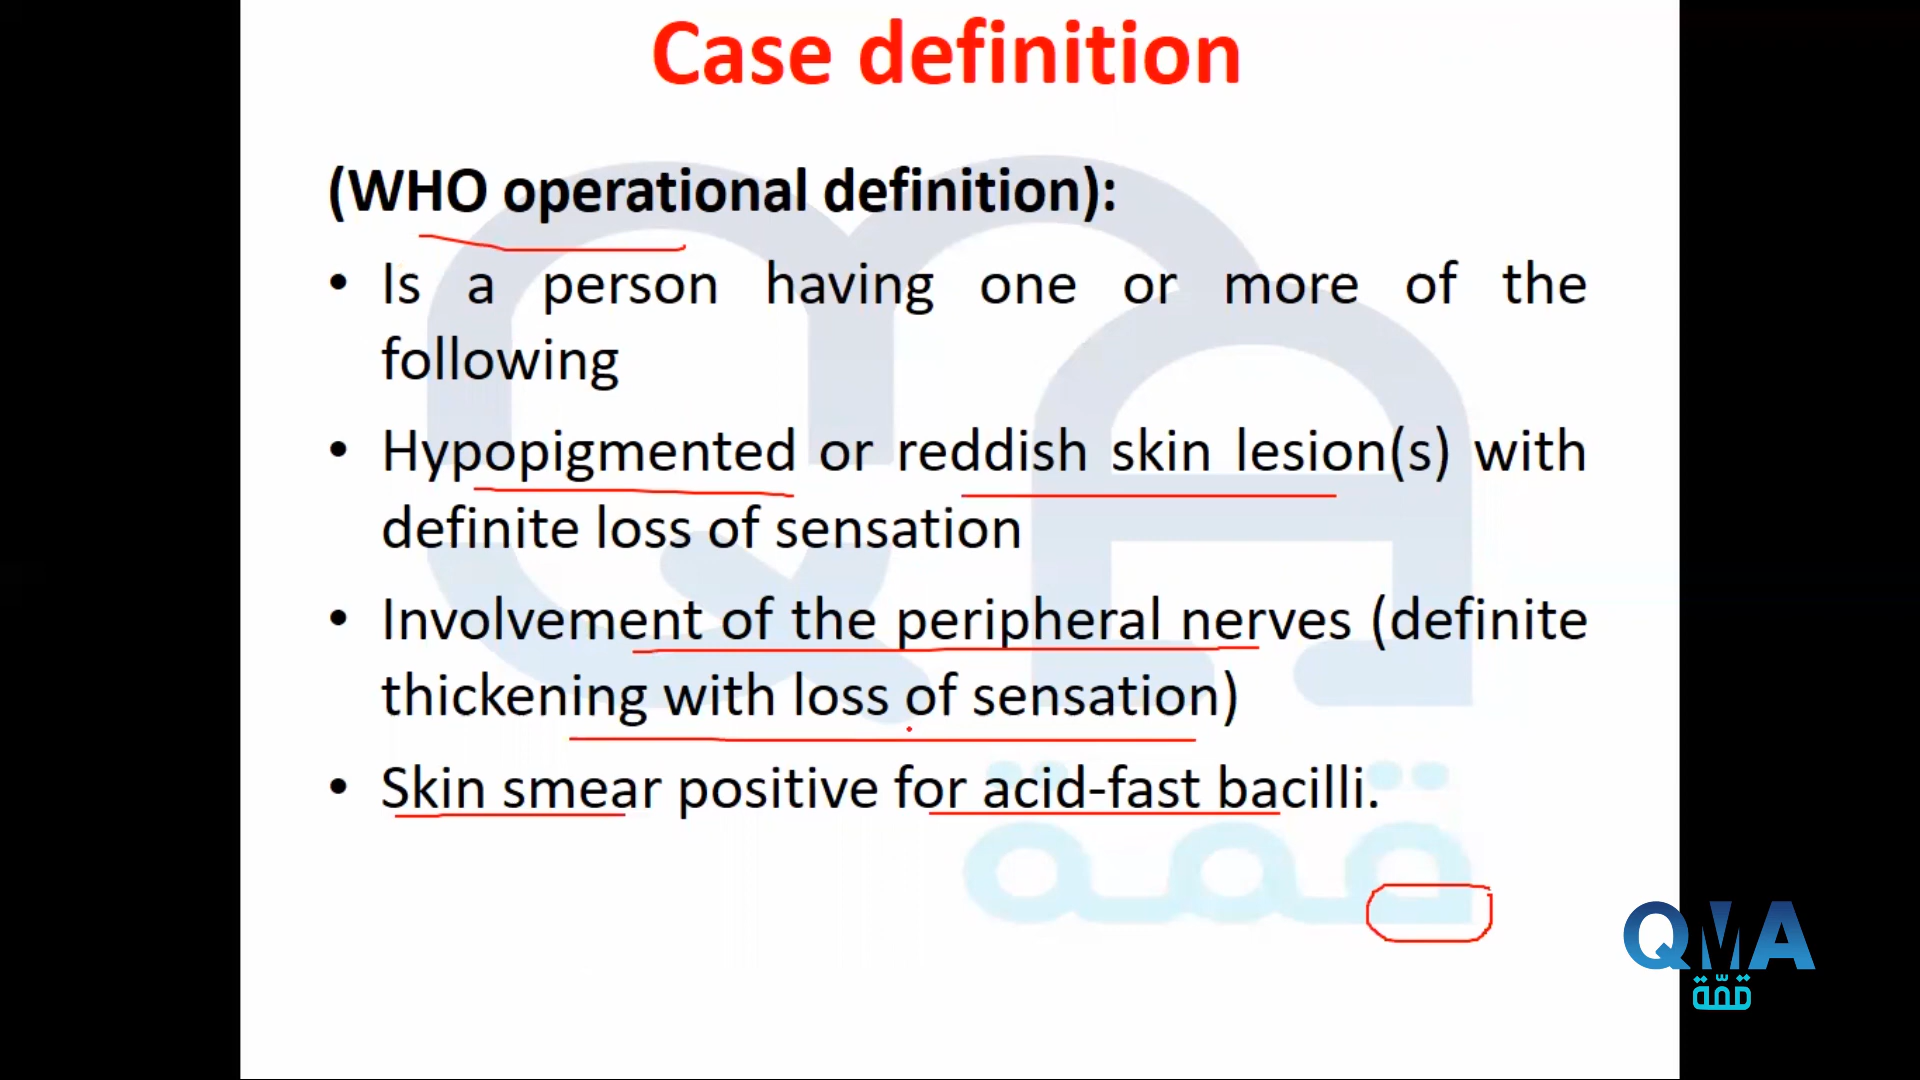 Case definition
(WHO operational definition):
• Is a person having one or more of the
following
• Hypopigmented or reddish skin lesion(s) with
definite loss of sensation
• Involvement of the peripheral nerves (definite
thickening with loss of sensation)
• Skin smear positive for acid-fast bacilli.
قمة
QMA
قمّة